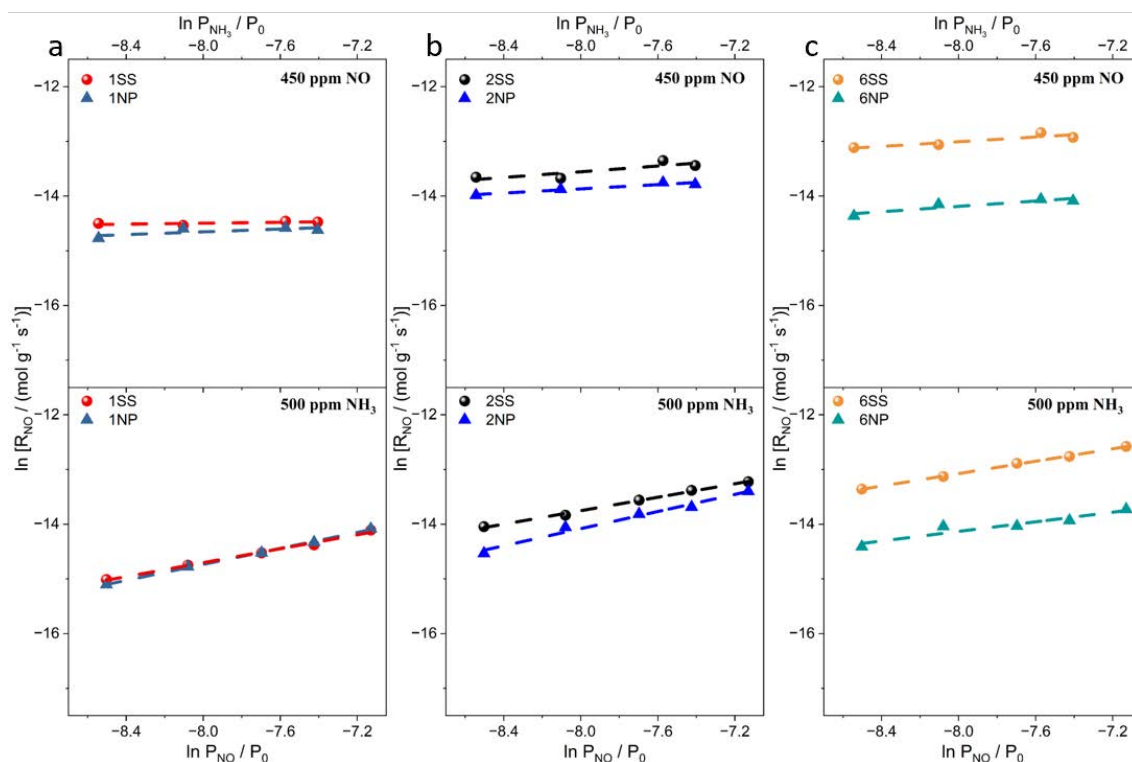 a
ln P_NH₃ / P₀
−8.4 −8.0 −7.6 −7.2
1SS
1NP
450 ppm NO
−12
−14
−16
ln [R_NO / (mol g⁻¹ s⁻¹)]
1SS
1NP
500 ppm NH₃
−12
−14
−16
−8.4 −8.0 −7.6 −7.2
ln P_NO / P₀
b
ln P_NH₃ / P₀
−8.4 −8.0 −7.6 −7.2
2SS
2NP
450 ppm NO
−12
−14
−16
ln [R_NO / (mol g⁻¹ s⁻¹)]
2SS
2NP
500 ppm NH₃
−12
−14
−16
−8.4 −8.0 −7.6 −7.2
ln P_NO / P₀
c
ln P_NH₃ / P₀
−8.4 −8.0 −7.6 −7.2
6SS
6NP
450 ppm NO
−12
−14
−16
ln [R_NO / (mol g⁻¹ s⁻¹)]
6SS
6NP
500 ppm NH₃
−12
−14
−16
−8.4 −8.0 −7.6 −7.2
ln P_NO / P₀